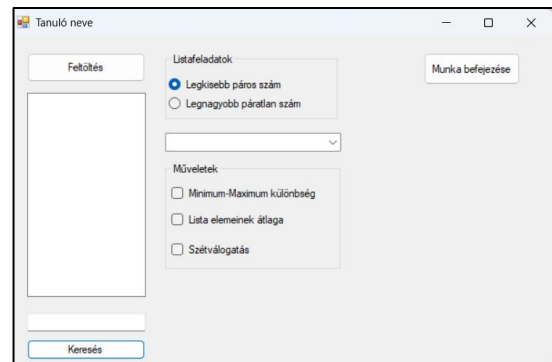 Tanuló neve
Feltöltés
Listafeladatok
Legkisebb páros szám
Legnagyobb páratlan szám
Munka befejezése
Műveletek
Minimum-Maximum különbség
Lista elemeinek átlaga
Szétválogatás
Keresés